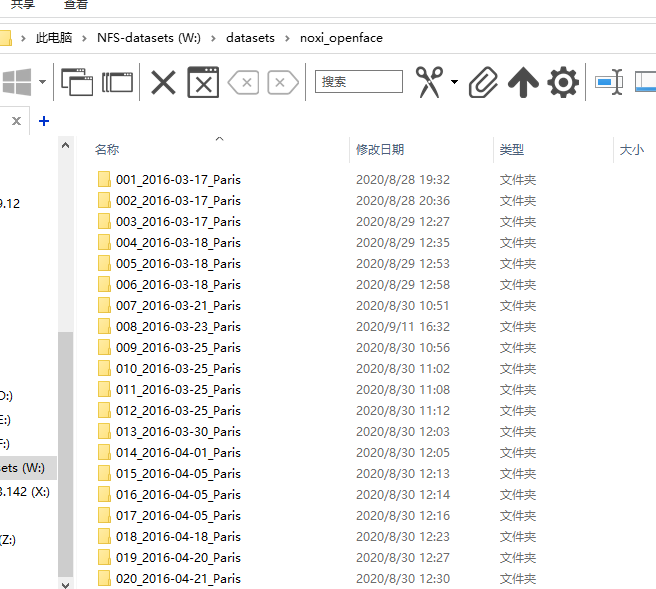 共享 查看
此电脑 NFS-datasets (W:) datasets noxi_openface
搜索
名称 修改日期 类型 大小
001_2016-03-17_Paris 2020/8/28 19:32 文件夹
9.12 002_2016-03-17_Paris 2020/8/28 20:36 文件夹
003_2016-03-17_Paris 2020/8/29 12:27 文件夹
004_2016-03-18_Paris 2020/8/29 12:35 文件夹
005_2016-03-18_Paris 2020/8/29 12:53 文件夹
006_2016-03-18_Paris 2020/8/29 12:58 文件夹
007_2016-03-21_Paris 2020/8/30 10:51 文件夹
008_2016-03-23_Paris 2020/9/11 16:32 文件夹
009_2016-03-25_Paris 2020/8/30 10:56 文件夹
010_2016-03-25_Paris 2020/8/30 11:02 文件夹
011_2016-03-25_Paris 2020/8/30 11:08 文件夹
D:) 012_2016-03-25_Paris 2020/8/30 11:12 文件夹
E:) 013_2016-03-30_Paris 2020/8/30 12:03 文件夹
F:) 014_2016-04-01_Paris 2020/8/30 12:05 文件夹
sets (W:) 015_2016-04-05_Paris 2020/8/30 12:13 文件夹
3.142 (X:) 016_2016-04-05_Paris 2020/8/30 12:14 文件夹
017_2016-04-05_Paris 2020/8/30 12:16 文件夹
(Z:) 018_2016-04-18_Paris 2020/8/30 12:23 文件夹
019_2016-04-20_Paris 2020/8/30 12:27 文件夹
020_2016-04-21_Paris 2020/8/30 12:30 文件夹